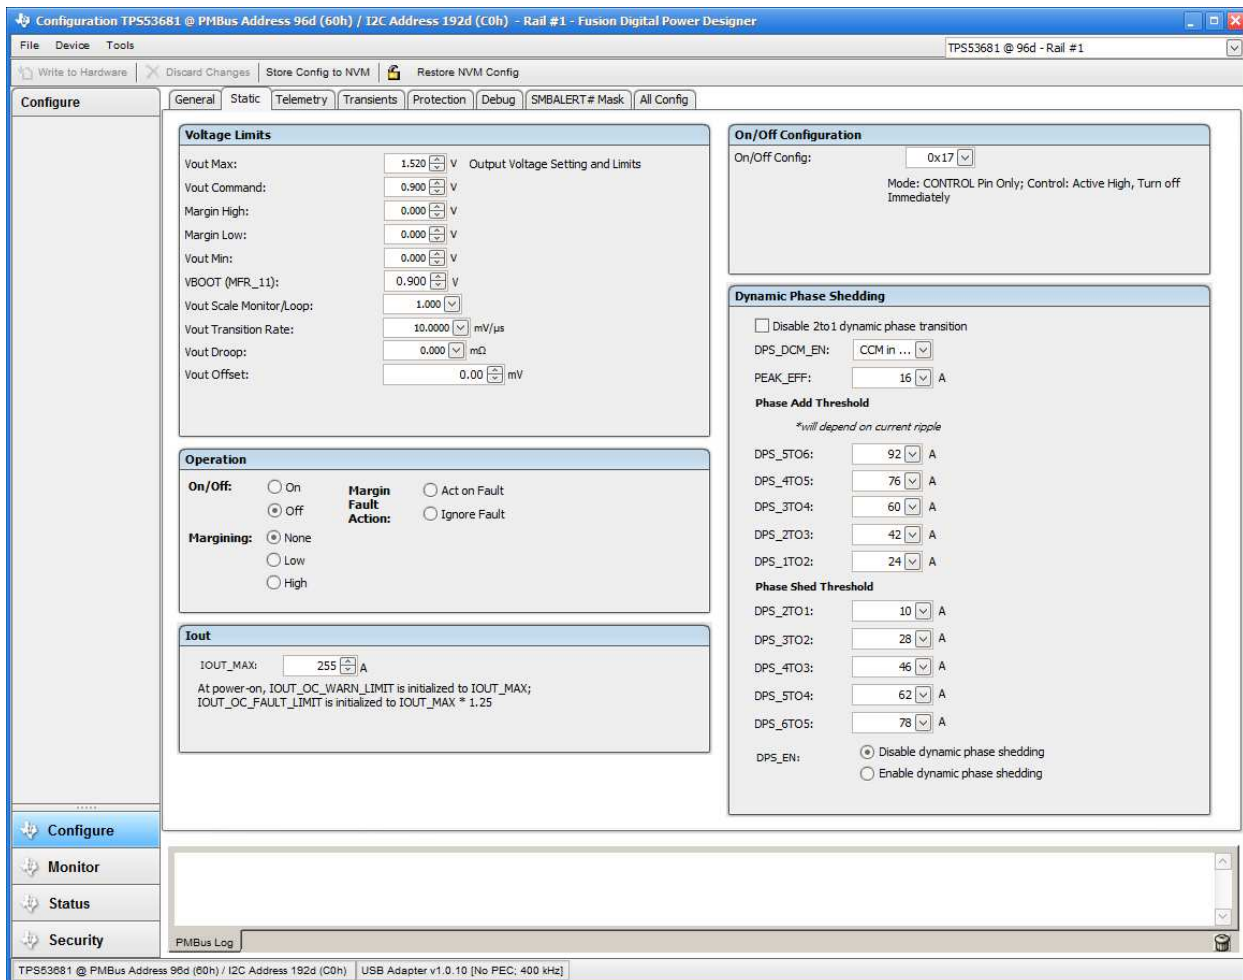 Configuration TPS53681 @ PMBus Address 96d (60h) / I2C Address 192d (C0h) - Rail #1 - Fusion Digital Power Designer
File Device Tools
TPS53681 @ 96d - Rail #1
Write to Hardware Discard Changes Store Config to NVM Restore NVM Config
Configure
General Static Telemetry Transients Protection Debug SMBALERT# Mask All Config
Voltage Limits
Vout Max: 1.520 V Output Voltage Setting and Limits
Vout Command: 0.900 V
Margin High: 0.000 V
Margin Low: 0.000 V
Vout Min: 0.000 V
VBOOT (MFR_11): 0.900 V
Vout Scale Monitor/Loop: 1.000
Vout Transition Rate: 10.0000 mV/µs
Vout Droop: 0.000 mΩ
Vout Offset: 0.00 mV
Operation
On/Off: On
Off
Margin
Fault
Action:
Act on Fault
Ignore Fault
Margining: None
Low
High
Iout
IOUT_MAX: 255 A
At power-on, IOUT_OC_WARN_LIMIT is initialized to IOUT_MAX;
IOUT_OC_FAULT_LIMIT is initialized to IOUT_MAX * 1.25
On/Off Configuration
On/Off Config: 0x17
Mode: CONTROL Pin Only; Control: Active High, Turn off
Immediately
Dynamic Phase Shedding
Disable 2to1 dynamic phase transition
DPS_DCM_EN: CCM in ...
PEAK_EFF: 16 A
Phase Add Threshold
*will depend on current ripple
DPS_5TO6: 92 A
DPS_4TO5: 76 A
DPS_3TO4: 60 A
DPS_2TO3: 42 A
DPS_1TO2: 24 A
Phase Shed Threshold
DPS_2TO1: 10 A
DPS_3TO2: 28 A
DPS_4TO3: 46 A
DPS_5TO4: 62 A
DPS_6TO5: 78 A
DPS_EN: Disable dynamic phase shedding
Enable dynamic phase shedding
Configure
Monitor
Status
Security
PMBus Log
TPS53681 @ PMBus Address 96d (60h) / I2C Address 192d (C0h) USB Adapter v1.0.10 [No PEC; 400 kHz]